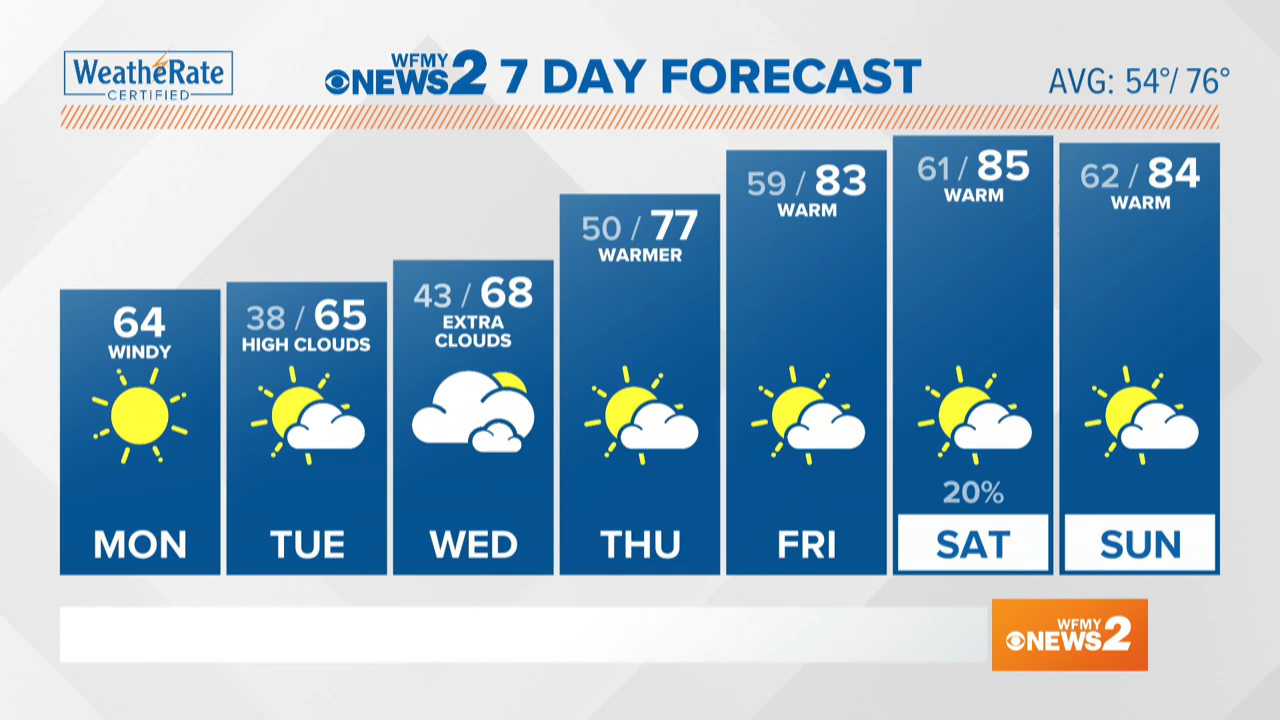 WeatheRate
CERTIFIED
WFMY
NEWS 2 7 DAY FORECAST
AVG: 54°/ 76°
64
WINDY
MON
38 / 65
HIGH CLOUDS
TUE
43 / 68
EXTRA
CLOUDS
WED
50 / 77
WARMER
THU
59 / 83
WARM
FRI
61 / 85
WARM
20%
SAT
62 / 84
WARM
SUN
WFMY
NEWS 2